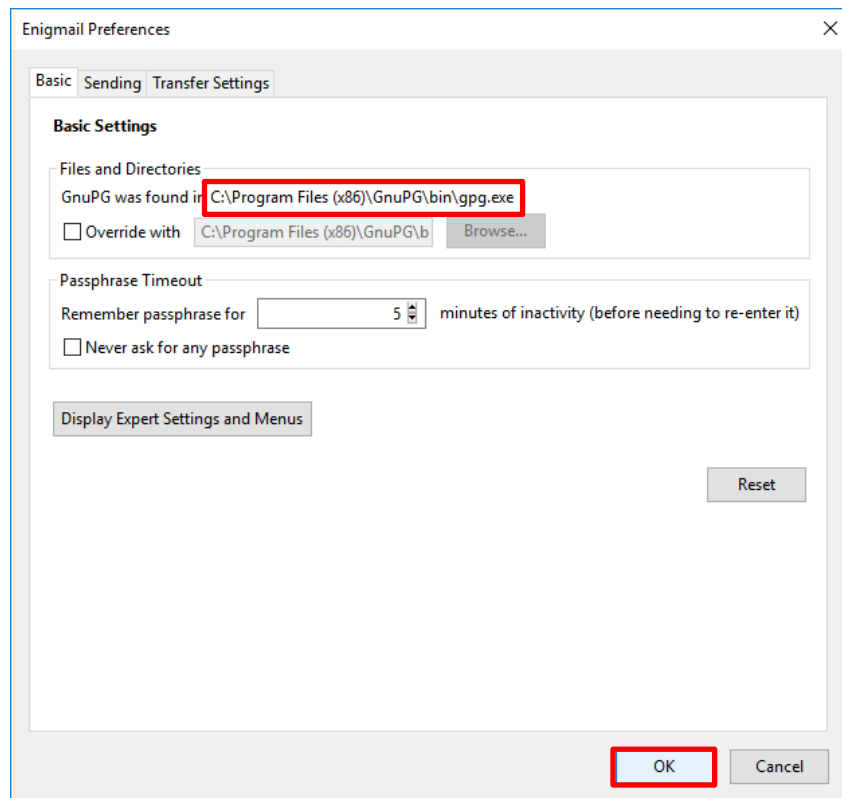 Enigmail Preferences
Basic Sending Transfer Settings
Basic Settings
Files and Directories
GnuPG was found in C:\Program Files (x86)\GnuPG\bin\gpg.exe
Override with C:\Program Files (x86)\GnuPG\b Browse...
Passphrase Timeout
Remember passphrase for 5 minutes of inactivity (before needing to re-enter it)
Never ask for any passphrase
Display Expert Settings and Menus
Reset
OK Cancel